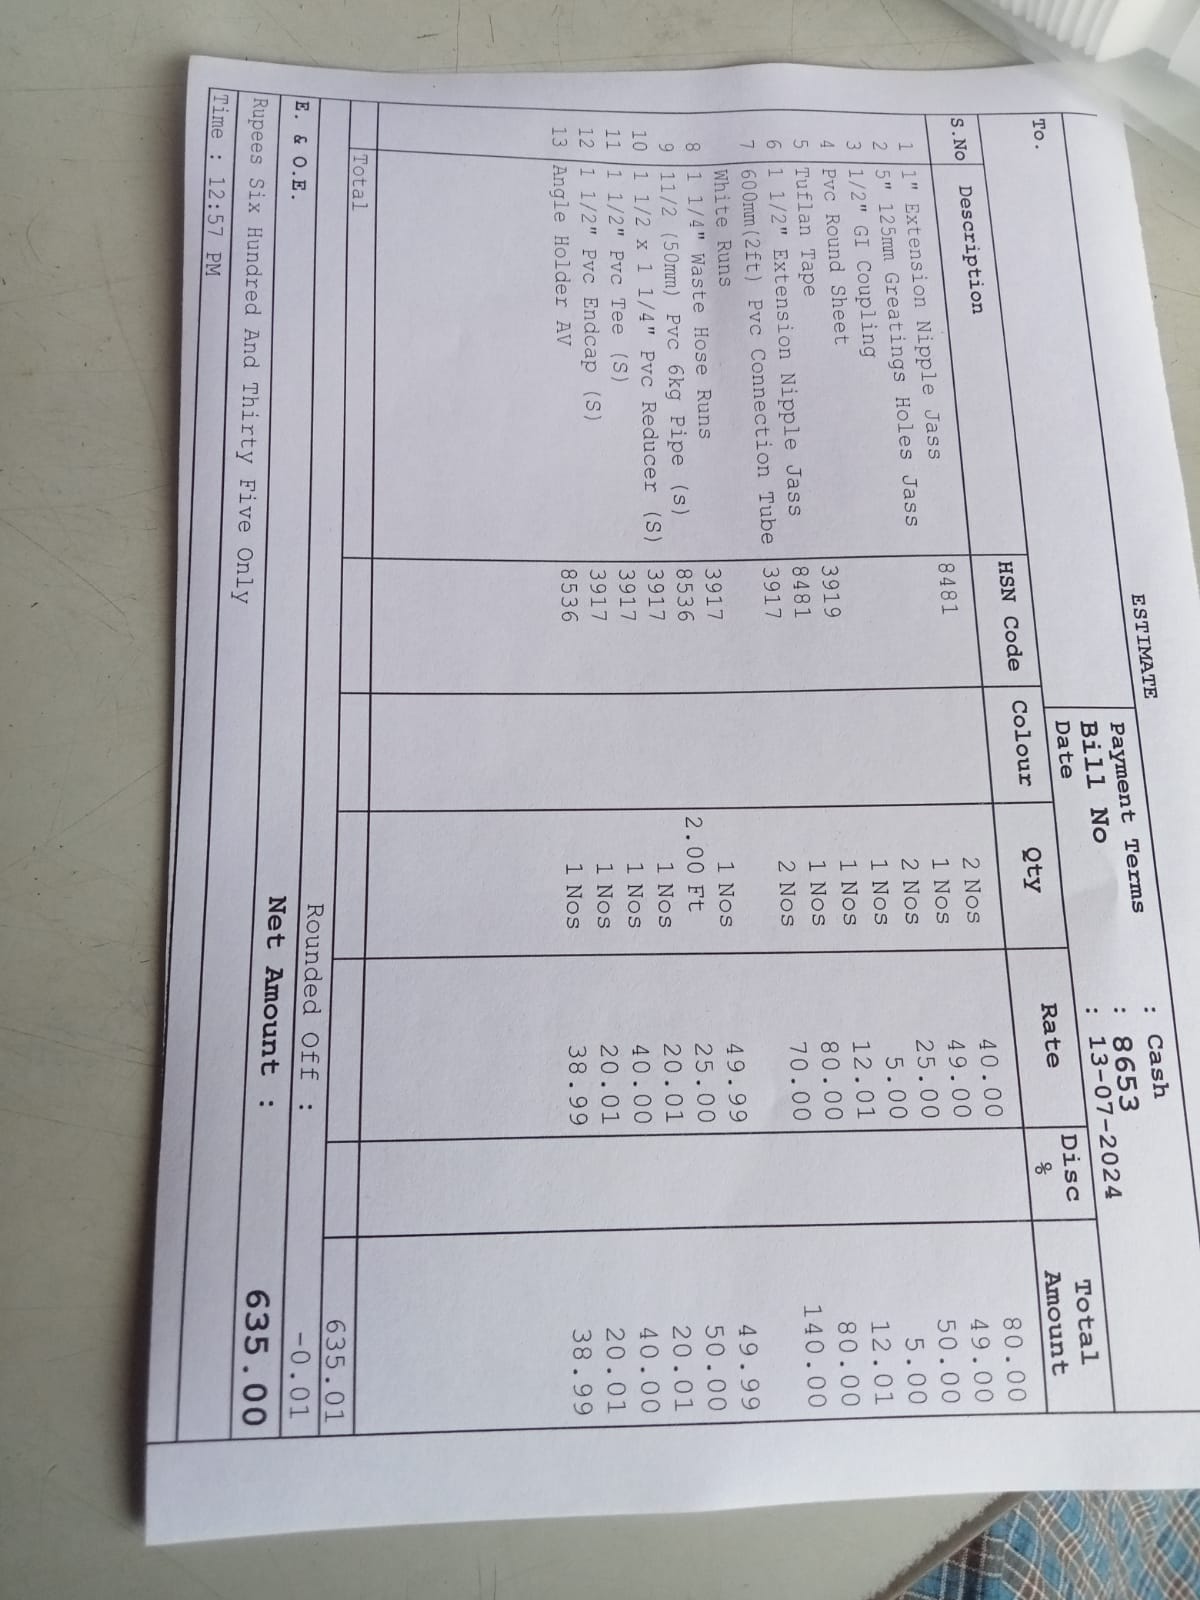 ESTIMATE
Payment Terms : Cash
Bill No : 8653
Date : 13-07-2024
To.
S.No Description HSN Code Colour Qty Rate Disc % Total Amount
1 1" Extension Nipple Jass 8481 2 Nos 40.00 80.00
2 5" 125mm Greatings Holes Jass 1 Nos 49.00 49.00
3 1/2" GI Coupling 2 Nos 25.00 50.00
4 Pvc Round Sheet 1 Nos 5.00 5.00
5 Tuflan Tape 3919 1 Nos 12.01 12.01
6 1 1/2" Extension Nipple Jass 8481 1 Nos 80.00 80.00
7 600mm(2ft) Pvc Connection Tube 3917 2 Nos 70.00 140.00
White Runs
8 1 1/4" Waste Hose Runs 3917 1 Nos 49.99 49.99
9 11/2 (50mm) Pvc 6kg Pipe (s) 8536 2.00 Ft 25.00 50.00
10 1 1/2 x 1 1/4" Pvc Reducer (S) 3917 1 Nos 20.01 20.01
11 1 1/2" Pvc Tee (S) 3917 1 Nos 40.00 40.00
12 1 1/2" Pvc Endcap (S) 3917 1 Nos 20.01 20.01
13 Angle Holder AV 8536 1 Nos 38.99 38.99
Total 635.01
E. & O.E. Rounded Off : -0.01
Net Amount : 635.00
Rupees Six Hundred And Thirty Five Only
Time : 12:57 PM